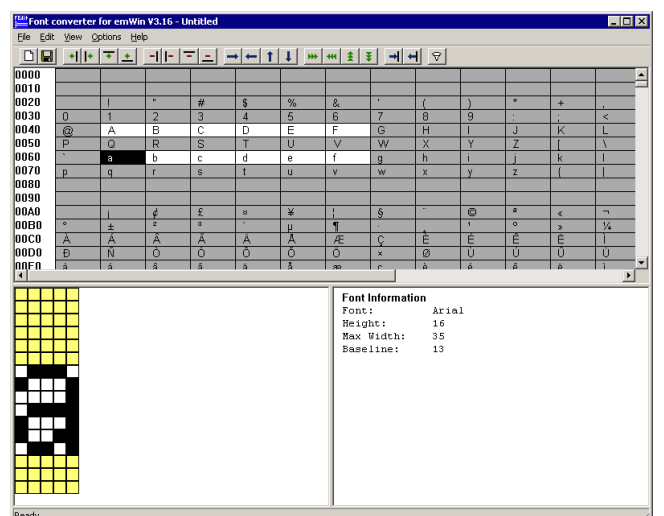 Font converter for emWin V3.16 - Untitled
File Edit View Options Help
0000
0010
0020 ! " # $ % & ' ( ) * + ,
0030 0 1 2 3 4 5 6 7 8 9 : ; <
0040 @ A B C D E F G H I J K L
0050 P Q R S T U V W X Y Z [ \
0060 ` a b c d e f g h i j k l
0070 p q r s t u v w x y z { |
0080
0090
00A0 ¡ ¢ £ ¤ ¥ ¦ § ¨ © ª « ¬
00B0 ° ± ² ³ ´ µ ¶ · ¸ ¹ º » ¼
00C0 À Á Â Ã Ä Å Æ Ç È É Ê Ë Ì
00D0 Ð Ñ Ò Ó Ô Õ Ö × Ø Ù Ú Û Ü
00E0 à á â ã ä å æ ç è é ê ë ì
Font Information
Font: Arial
Height: 16
Max Width: 35
Baseline: 13
Ready